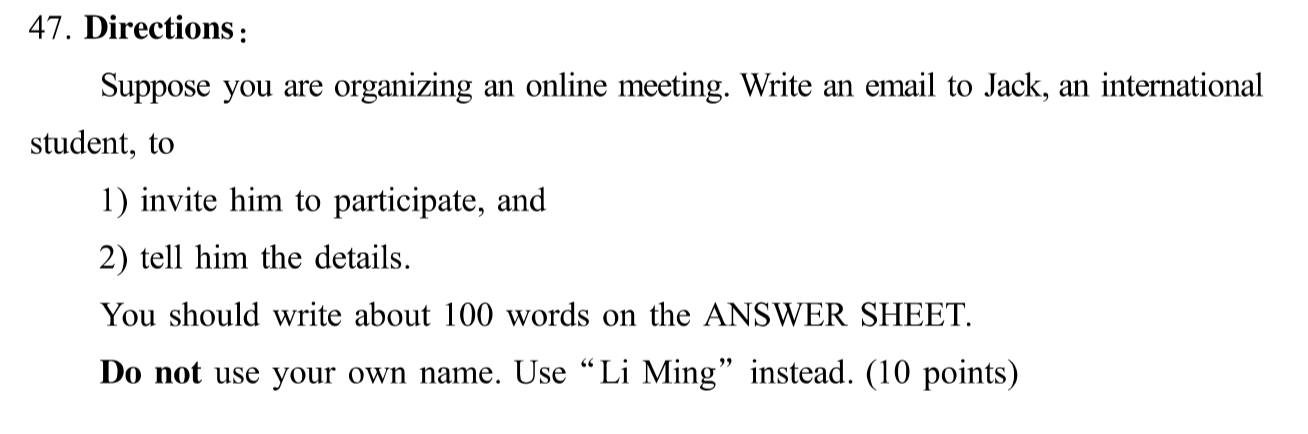 47. Directions：
Suppose you are organizing an online meeting. Write an email to Jack, an international
student, to
1) invite him to participate, and
2) tell him the details.
You should write about 100 words on the ANSWER SHEET.
Do not use your own name. Use “Li Ming” instead. (10 points)